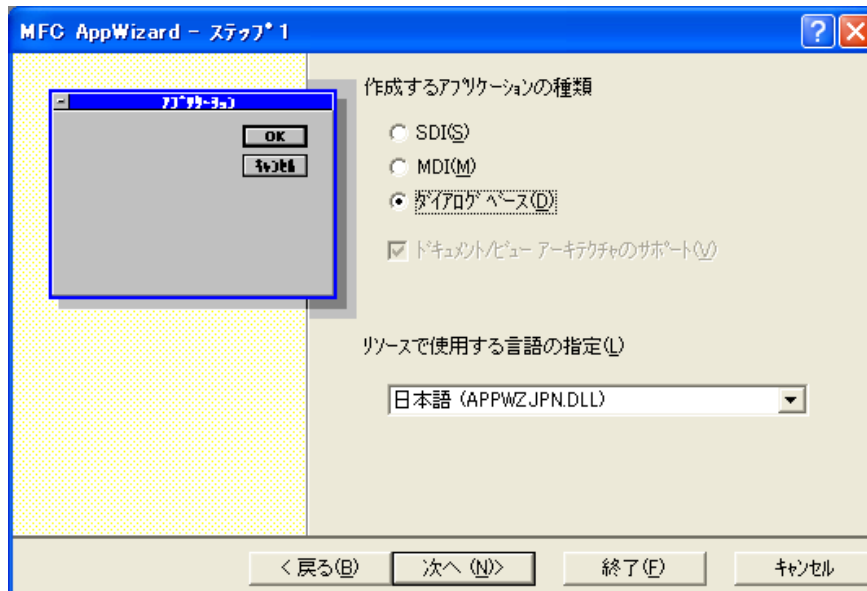 MFC AppWizard - ｽﾃｯﾌﾟ 1
ｱﾌﾟﾘｹｰｼｮﾝ
OK
ｷｬﾝｾﾙ
作成するｱﾌﾟﾘｹｰｼｮﾝの種類
SDI(S)
MDI(M)
ﾀﾞｲｱﾛｸﾞ ﾍﾞｰｽ(D)
ﾄﾞｷｭﾒﾝﾄ/ﾋﾞｭｰ ｱｰｷﾃｸﾁｬのｻﾎﾟｰﾄ(V)
ﾘｿｰｽで使用する言語の指定(L)
日本語 (APPWZJPN.DLL)
< 戻る(B)
次へ (N)>
終了(F)
ｷｬﾝｾﾙ